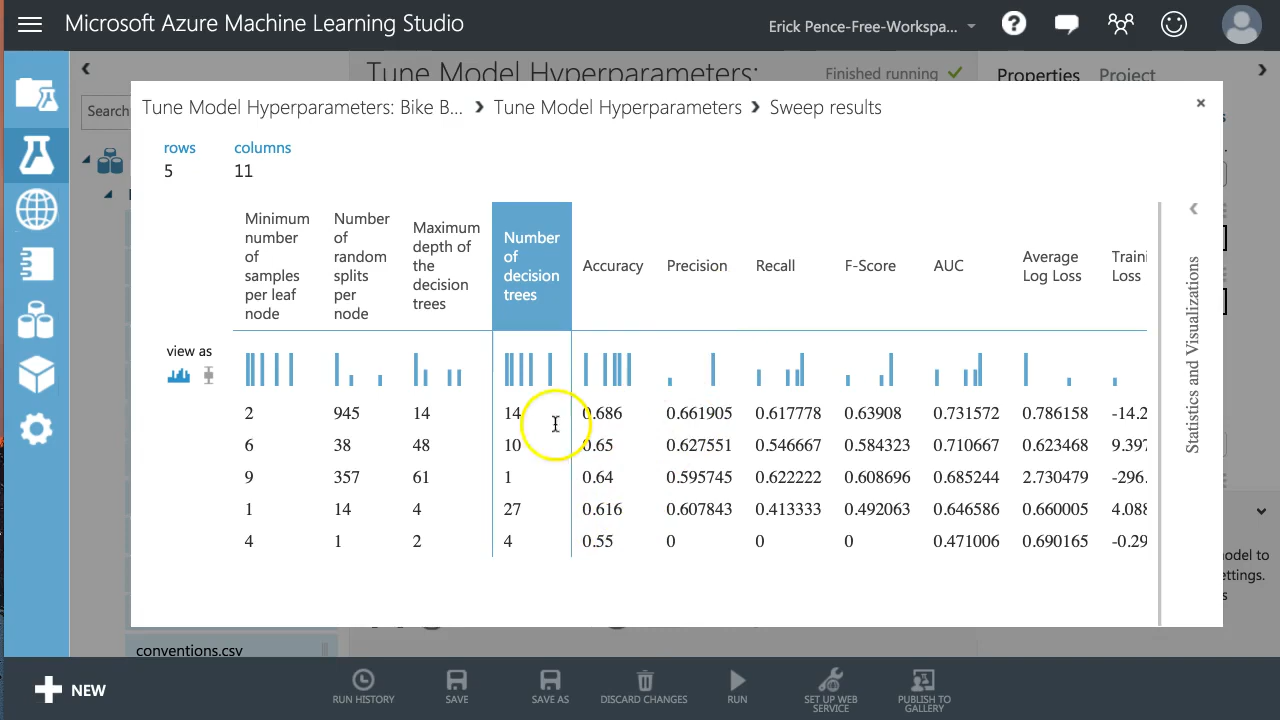 Microsoft Azure Machine Learning Studio
Erick Pence-Free-Workspa...
Tune Model Hyperparameters:
Finished running
Properties Project
Search
Tune Model Hyperparameters: Bike B... > Tune Model Hyperparameters > Sweep results
rows columns
5 11
Minimum number of samples per leaf node
Number of random splits per node
Maximum depth of the decision trees
Number of decision trees
Accuracy
Precision
Recall
F-Score
AUC
Average Log Loss
Traini
Loss
view as
2 945 14 14 0.686 0.661905 0.617778 0.63908 0.731572 0.786158 -14.2
6 38 48 10 0.65 0.627551 0.546667 0.584323 0.710667 0.623468 9.397
9 357 61 1 0.64 0.595745 0.622222 0.608696 0.685244 2.730479 -296.
1 14 4 27 0.616 0.607843 0.413333 0.492063 0.646586 0.660005 4.088
4 1 2 4 0.55 0 0 0 0.471006 0.690165 -0.29
Statistics and Visualizations
odel to
ettings.
s
conventions.csv
NEW
RUN HISTORY
SAVE
SAVE AS
DISCARD CHANGES
RUN
SET UP WEB SERVICE
PUBLISH TO GALLERY